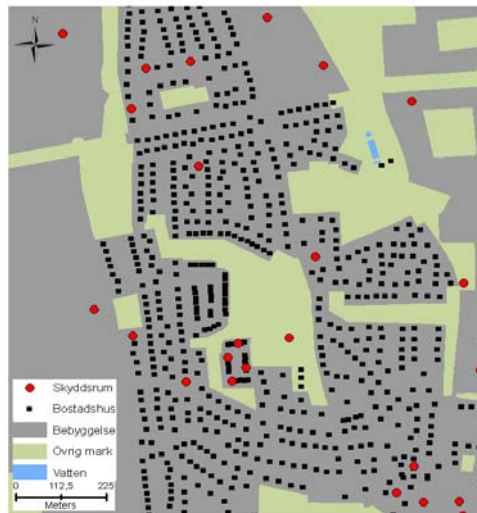 N
Skyddsrum
Bostadshus
Bebyggelse
Övrig mark
Vatten
0 112,5 225
Meters